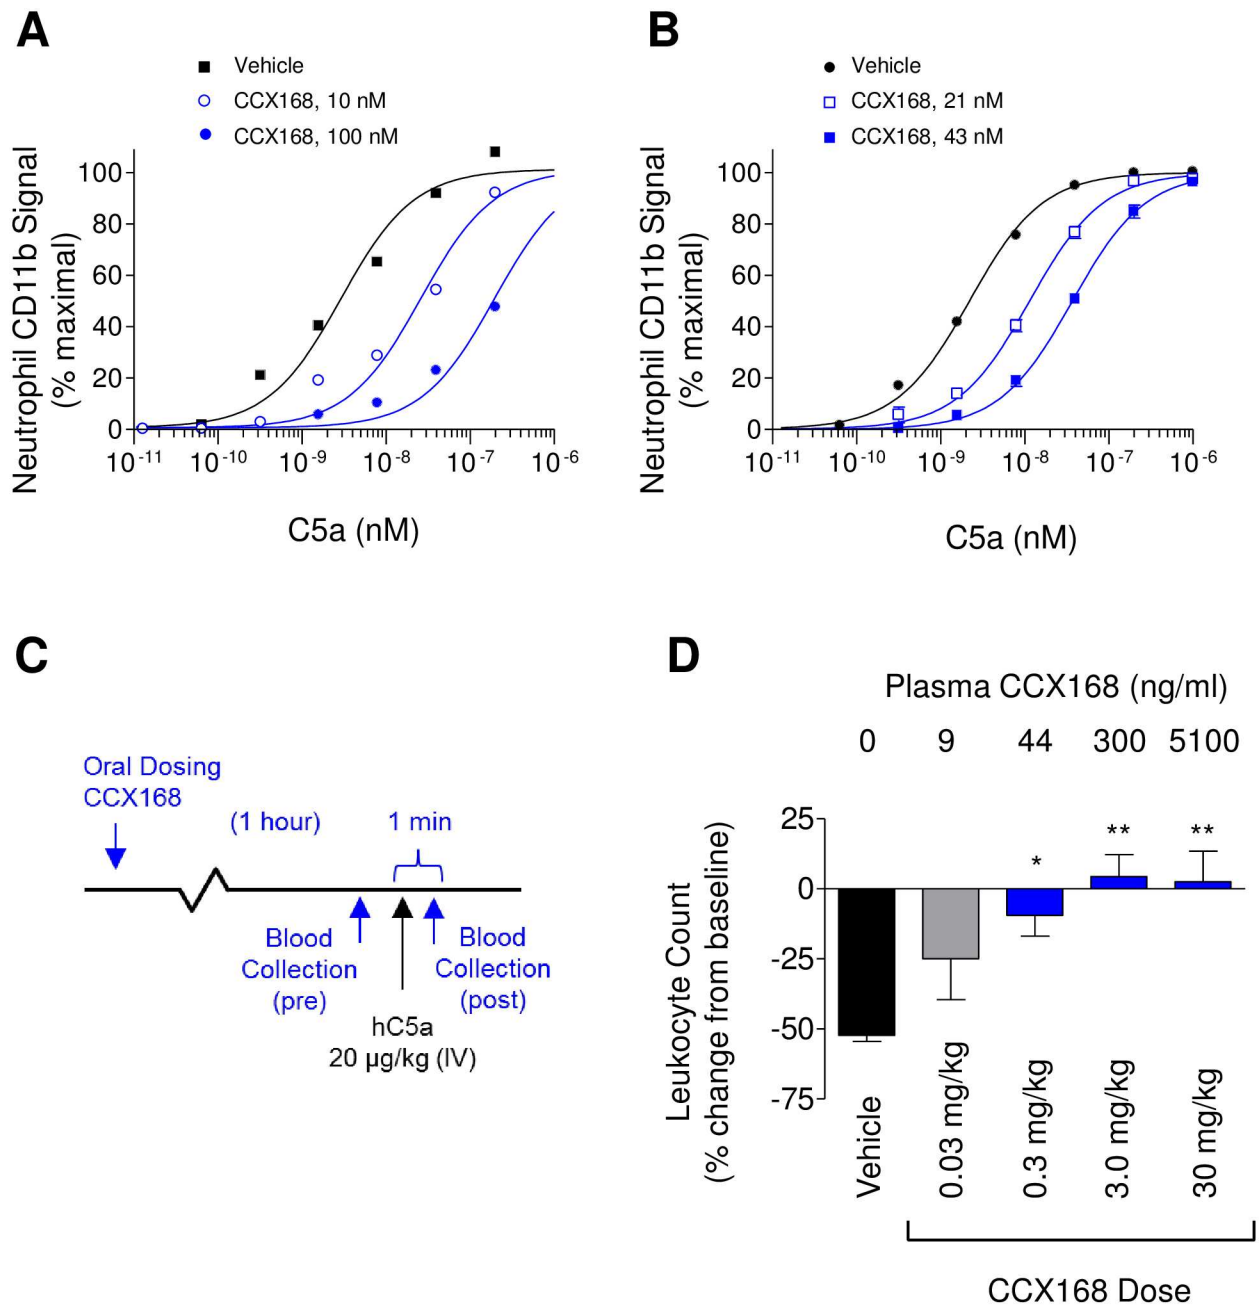 A
Vehicle
CCX168, 10 nM
CCX168, 100 nM
Neutrophil CD11b Signal
(% maximal)
100
80
60
40
20
0
10⁻¹¹ 10⁻¹⁰ 10⁻⁹ 10⁻⁸ 10⁻⁷ 10⁻⁶
C5a (nM)
B
Vehicle
CCX168, 21 nM
CCX168, 43 nM
Neutrophil CD11b Signal
(% maximal)
100
80
60
40
20
0
10⁻¹¹ 10⁻¹⁰ 10⁻⁹ 10⁻⁸ 10⁻⁷ 10⁻⁶
C5a (nM)
C
Oral Dosing
CCX168
(1 hour)
1 min
Blood
Collection
(pre)
Blood
Collection
(post)
hC5a
20 µg/kg (IV)
D
Plasma CCX168 (ng/ml)
0 9 44 300 5100
Leukocyte Count
(% change from baseline)
25
0
-25
-50
-75
* ** **
Vehicle
0.03 mg/kg
0.3 mg/kg
3.0 mg/kg
30 mg/kg
CCX168 Dose